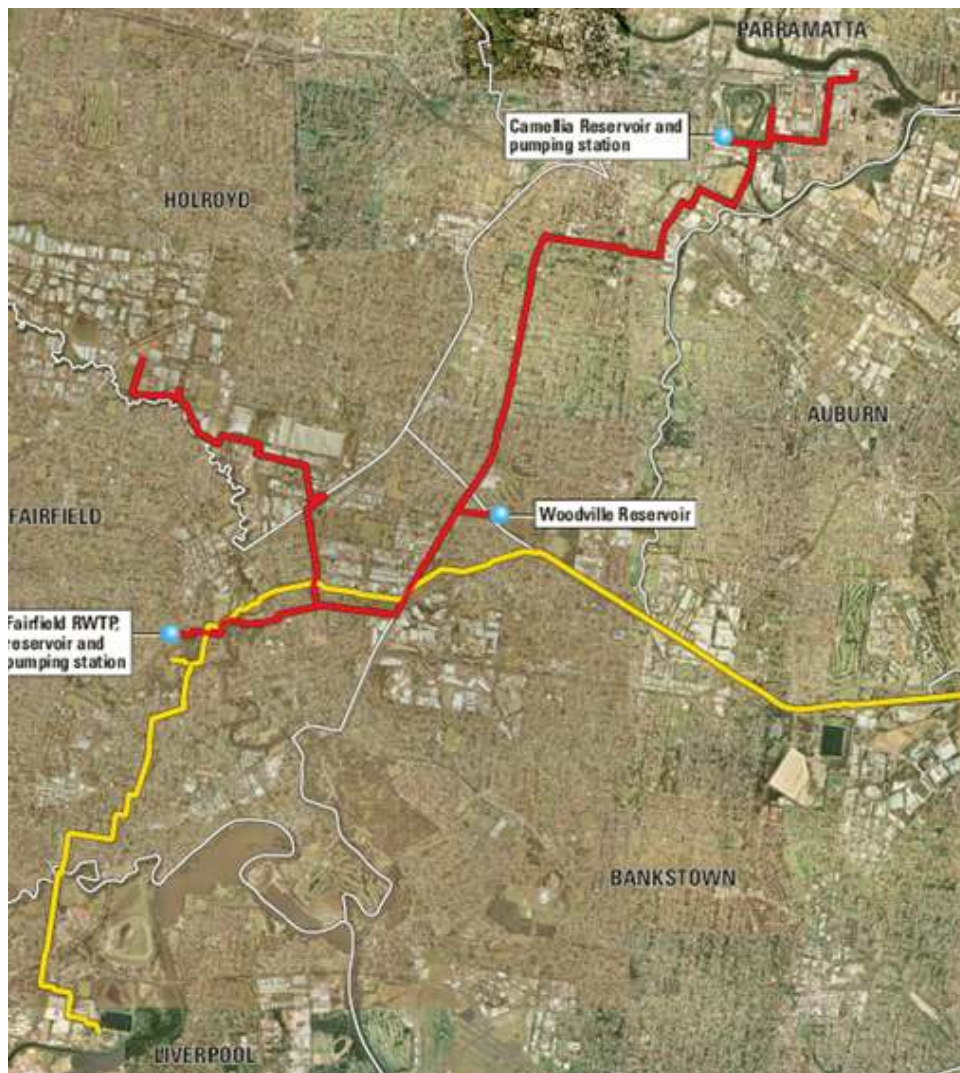 PARRAMATTA
Camellia Reservoir and
pumping station
HOLROYD
AUBURN
FAIRFIELD
Woodville Reservoir
Fairfield RWTP,
reservoir and
pumping station
BANKSTOWN
LIVERPOOL